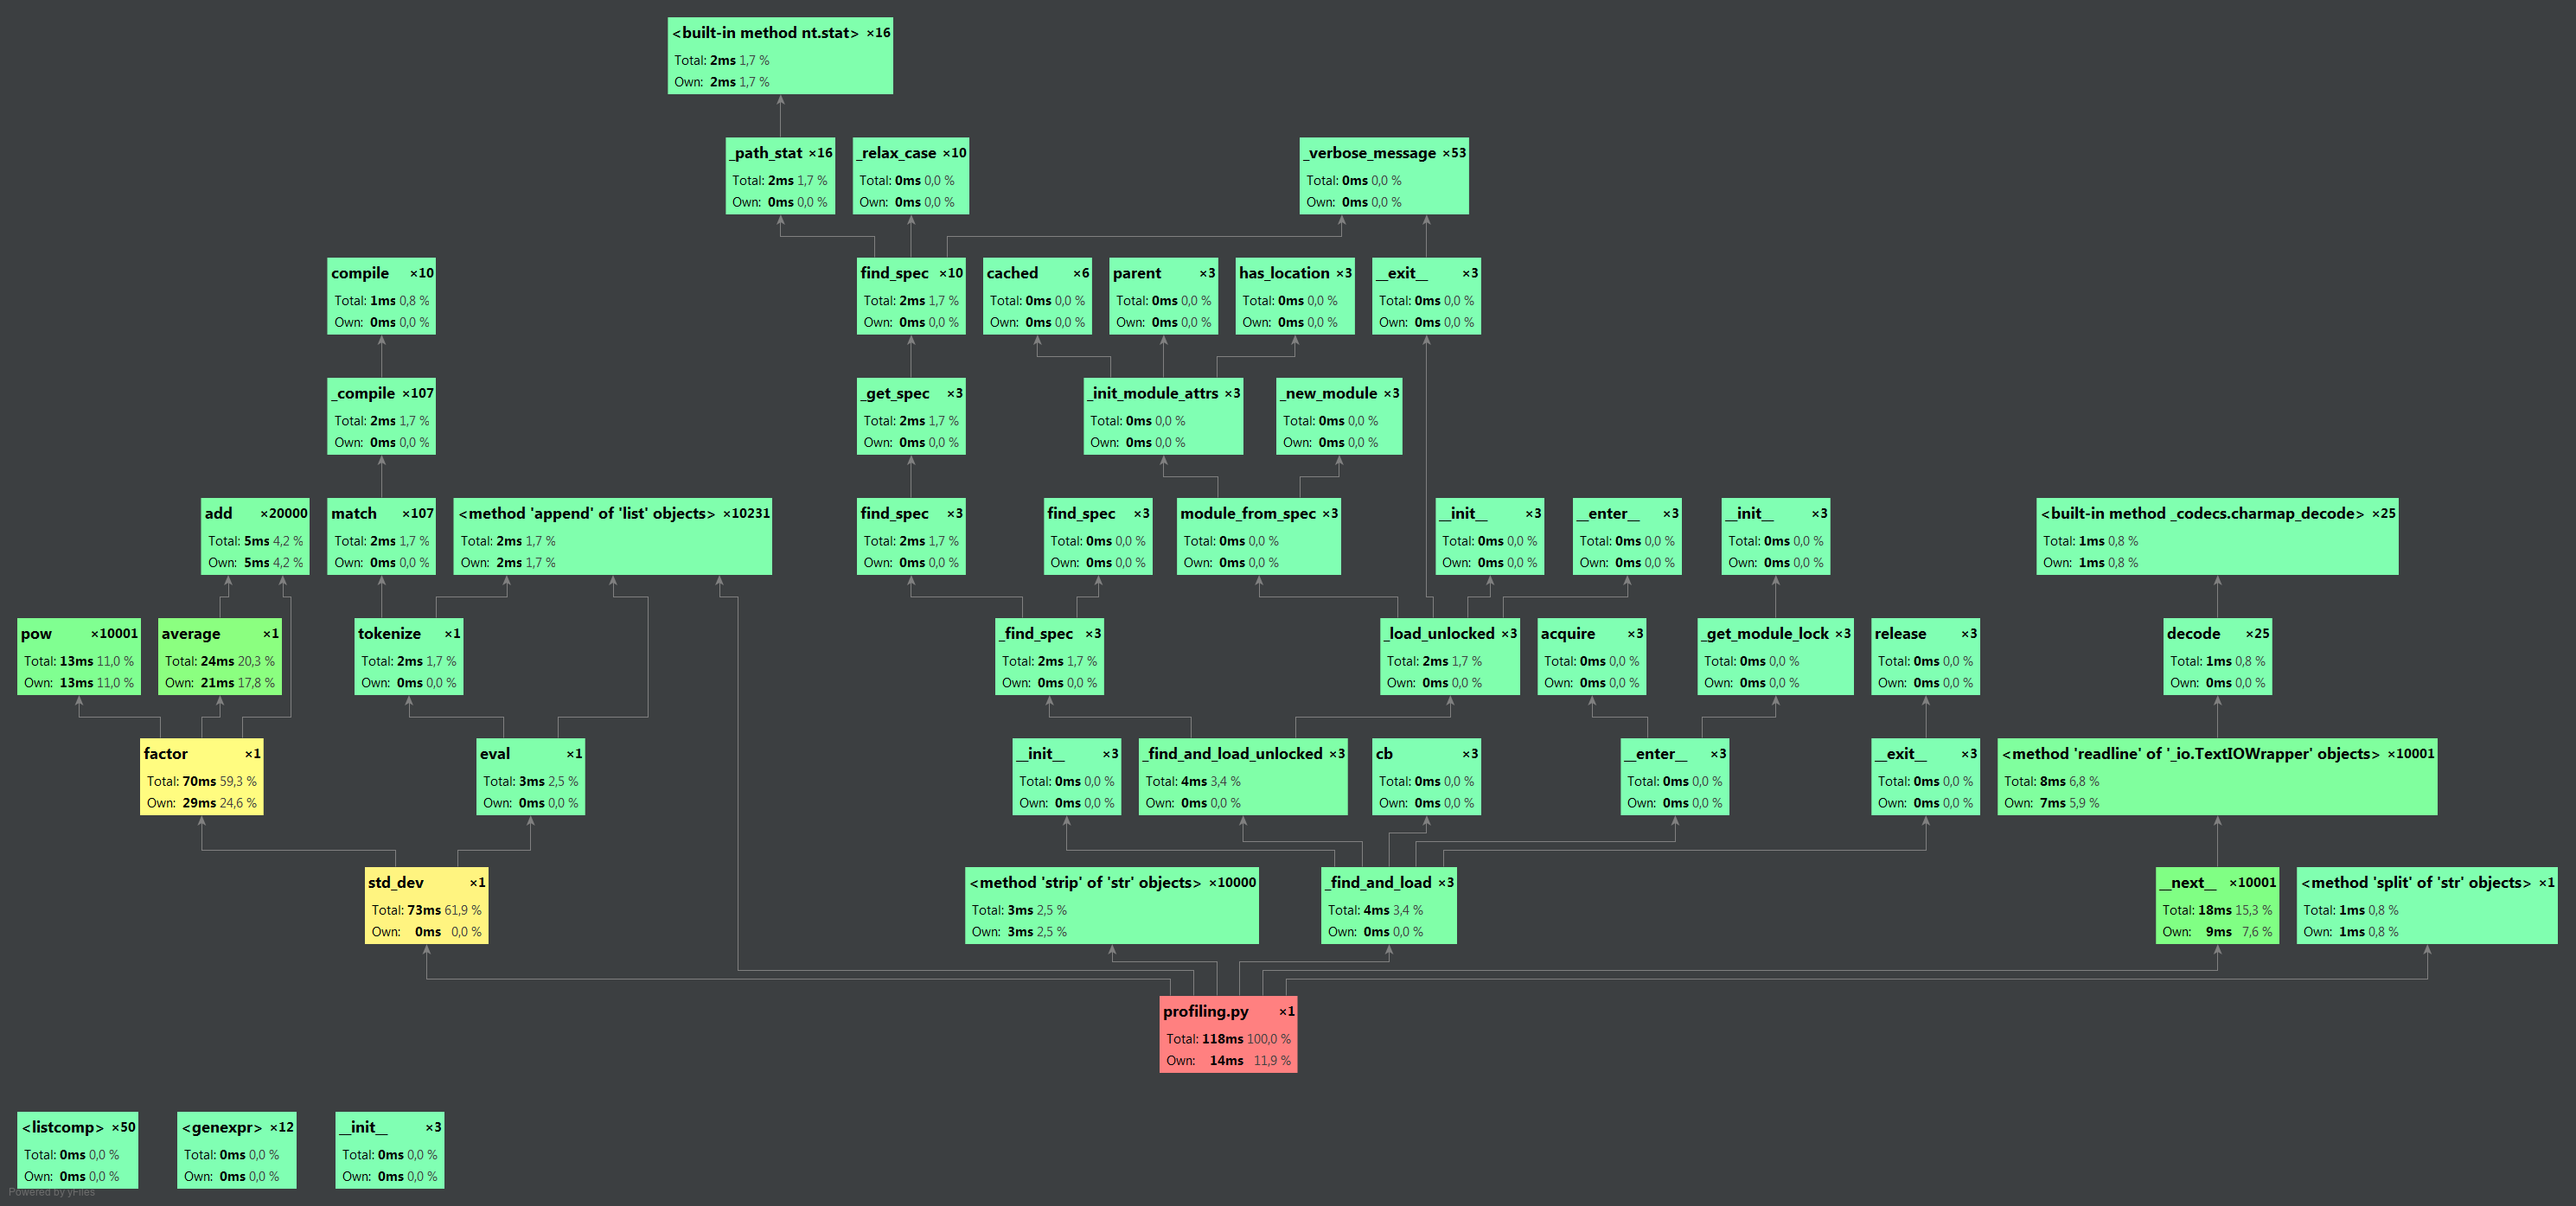 <built-in method nt.stat> ×16
Total: 2ms 1,7 %
Own: 2ms 1,7 %
_path_stat ×16
Total: 2ms 1,7 %
Own: 0ms 0,0 %
_relax_case ×10
Total: 0ms 0,0 %
Own: 0ms 0,0 %
_verbose_message ×53
Total: 0ms 0,0 %
Own: 0ms 0,0 %
compile ×10
Total: 1ms 0,8 %
Own: 0ms 0,0 %
find_spec ×10
Total: 2ms 1,7 %
Own: 0ms 0,0 %
cached ×6
Total: 0ms 0,0 %
Own: 0ms 0,0 %
parent ×3
Total: 0ms 0,0 %
Own: 0ms 0,0 %
has_location ×3
Total: 0ms 0,0 %
Own: 0ms 0,0 %
__exit__ ×3
Total: 0ms 0,0 %
Own: 0ms 0,0 %
_compile ×107
Total: 2ms 1,7 %
Own: 0ms 0,0 %
_get_spec ×3
Total: 2ms 1,7 %
Own: 0ms 0,0 %
_init_module_attrs ×3
Total: 0ms 0,0 %
Own: 0ms 0,0 %
_new_module ×3
Total: 0ms 0,0 %
Own: 0ms 0,0 %
add ×20000
Total: 5ms 4,2 %
Own: 5ms 4,2 %
match ×107
Total: 2ms 1,7 %
Own: 0ms 0,0 %
<method 'append' of 'list' objects> ×10231
Total: 2ms 1,7 %
Own: 2ms 1,7 %
find_spec ×3
Total: 2ms 1,7 %
Own: 0ms 0,0 %
find_spec ×3
Total: 0ms 0,0 %
Own: 0ms 0,0 %
module_from_spec ×3
Total: 0ms 0,0 %
Own: 0ms 0,0 %
__init__ ×3
Total: 0ms 0,0 %
Own: 0ms 0,0 %
__enter__ ×3
Total: 0ms 0,0 %
Own: 0ms 0,0 %
__init__ ×3
Total: 0ms 0,0 %
Own: 0ms 0,0 %
<built-in method _codecs.charmap_decode> ×25
Total: 1ms 0,8 %
Own: 1ms 0,8 %
pow ×10001
Total: 13ms 11,0 %
Own: 13ms 11,0 %
average ×1
Total: 24ms 20,3 %
Own: 21ms 17,8 %
tokenize ×1
Total: 2ms 1,7 %
Own: 0ms 0,0 %
_find_spec ×3
Total: 2ms 1,7 %
Own: 0ms 0,0 %
_load_unlocked ×3
Total: 2ms 1,7 %
Own: 0ms 0,0 %
acquire ×3
Total: 0ms 0,0 %
Own: 0ms 0,0 %
_get_module_lock ×3
Total: 0ms 0,0 %
Own: 0ms 0,0 %
release ×3
Total: 0ms 0,0 %
Own: 0ms 0,0 %
decode ×25
Total: 1ms 0,8 %
Own: 0ms 0,0 %
factor ×1
Total: 70ms 59,3 %
Own: 29ms 24,6 %
eval ×1
Total: 3ms 2,5 %
Own: 0ms 0,0 %
__init__ ×3
Total: 0ms 0,0 %
Own: 0ms 0,0 %
_find_and_load_unlocked ×3
Total: 4ms 3,4 %
Own: 0ms 0,0 %
cb ×3
Total: 0ms 0,0 %
Own: 0ms 0,0 %
__enter__ ×3
Total: 0ms 0,0 %
Own: 0ms 0,0 %
__exit__ ×3
Total: 0ms 0,0 %
Own: 0ms 0,0 %
<method 'readline' of '_io.TextIOWrapper' objects> ×10001
Total: 8ms 6,8 %
Own: 7ms 5,9 %
std_dev ×1
Total: 73ms 61,9 %
Own: 0ms 0,0 %
<method 'strip' of 'str' objects> ×10000
Total: 3ms 2,5 %
Own: 3ms 2,5 %
_find_and_load ×3
Total: 4ms 3,4 %
Own: 0ms 0,0 %
__next__ ×10001
Total: 18ms 15,3 %
Own: 9ms 7,6 %
<method 'split' of 'str' objects> ×1
Total: 1ms 0,8 %
Own: 1ms 0,8 %
profiling.py ×1
Total: 118ms 100,0 %
Own: 14ms 11,9 %
<listcomp> ×50
Total: 0ms 0,0 %
Own: 0ms 0,0 %
<genexpr> ×12
Total: 0ms 0,0 %
Own: 0ms 0,0 %
__init__ ×3
Total: 0ms 0,0 %
Own: 0ms 0,0 %
Powered by yFiles